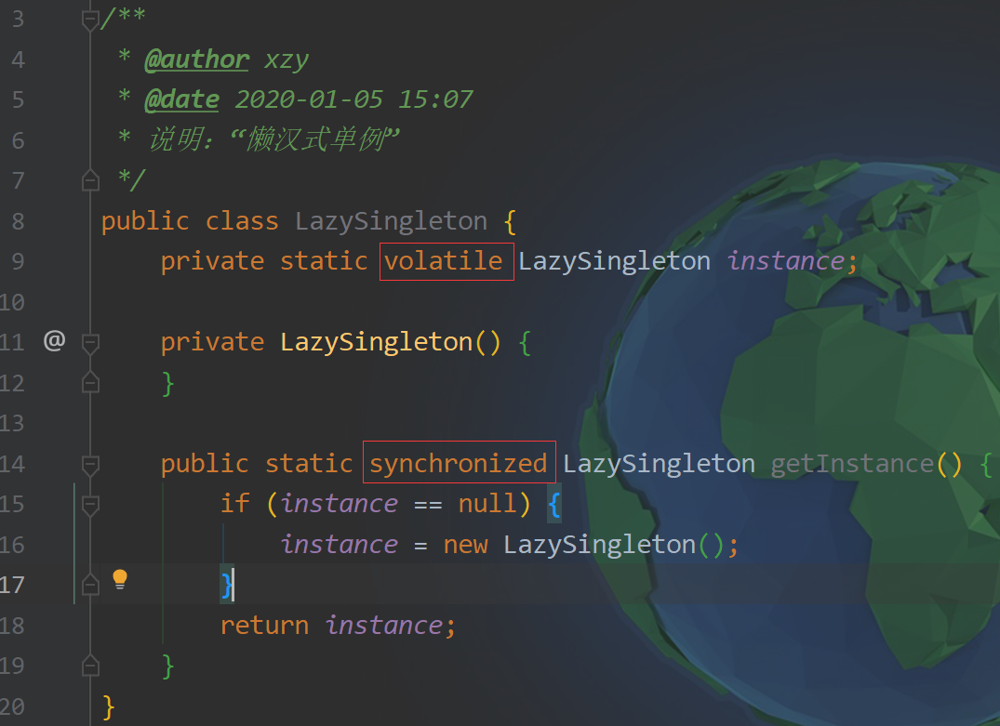 3 /**
4 * @author xzy
5 * @date 2020-01-05 15:07
6 * 说明：“懒汉式单例”
7 */
8 public class LazySingleton {
9 private static volatile LazySingleton instance;
10
11 @ private LazySingleton() {
12 }
13
14 public static synchronized LazySingleton getInstance() {
15 if (instance == null) {
16 instance = new LazySingleton();
17 }
18 return instance;
19 }
20 }